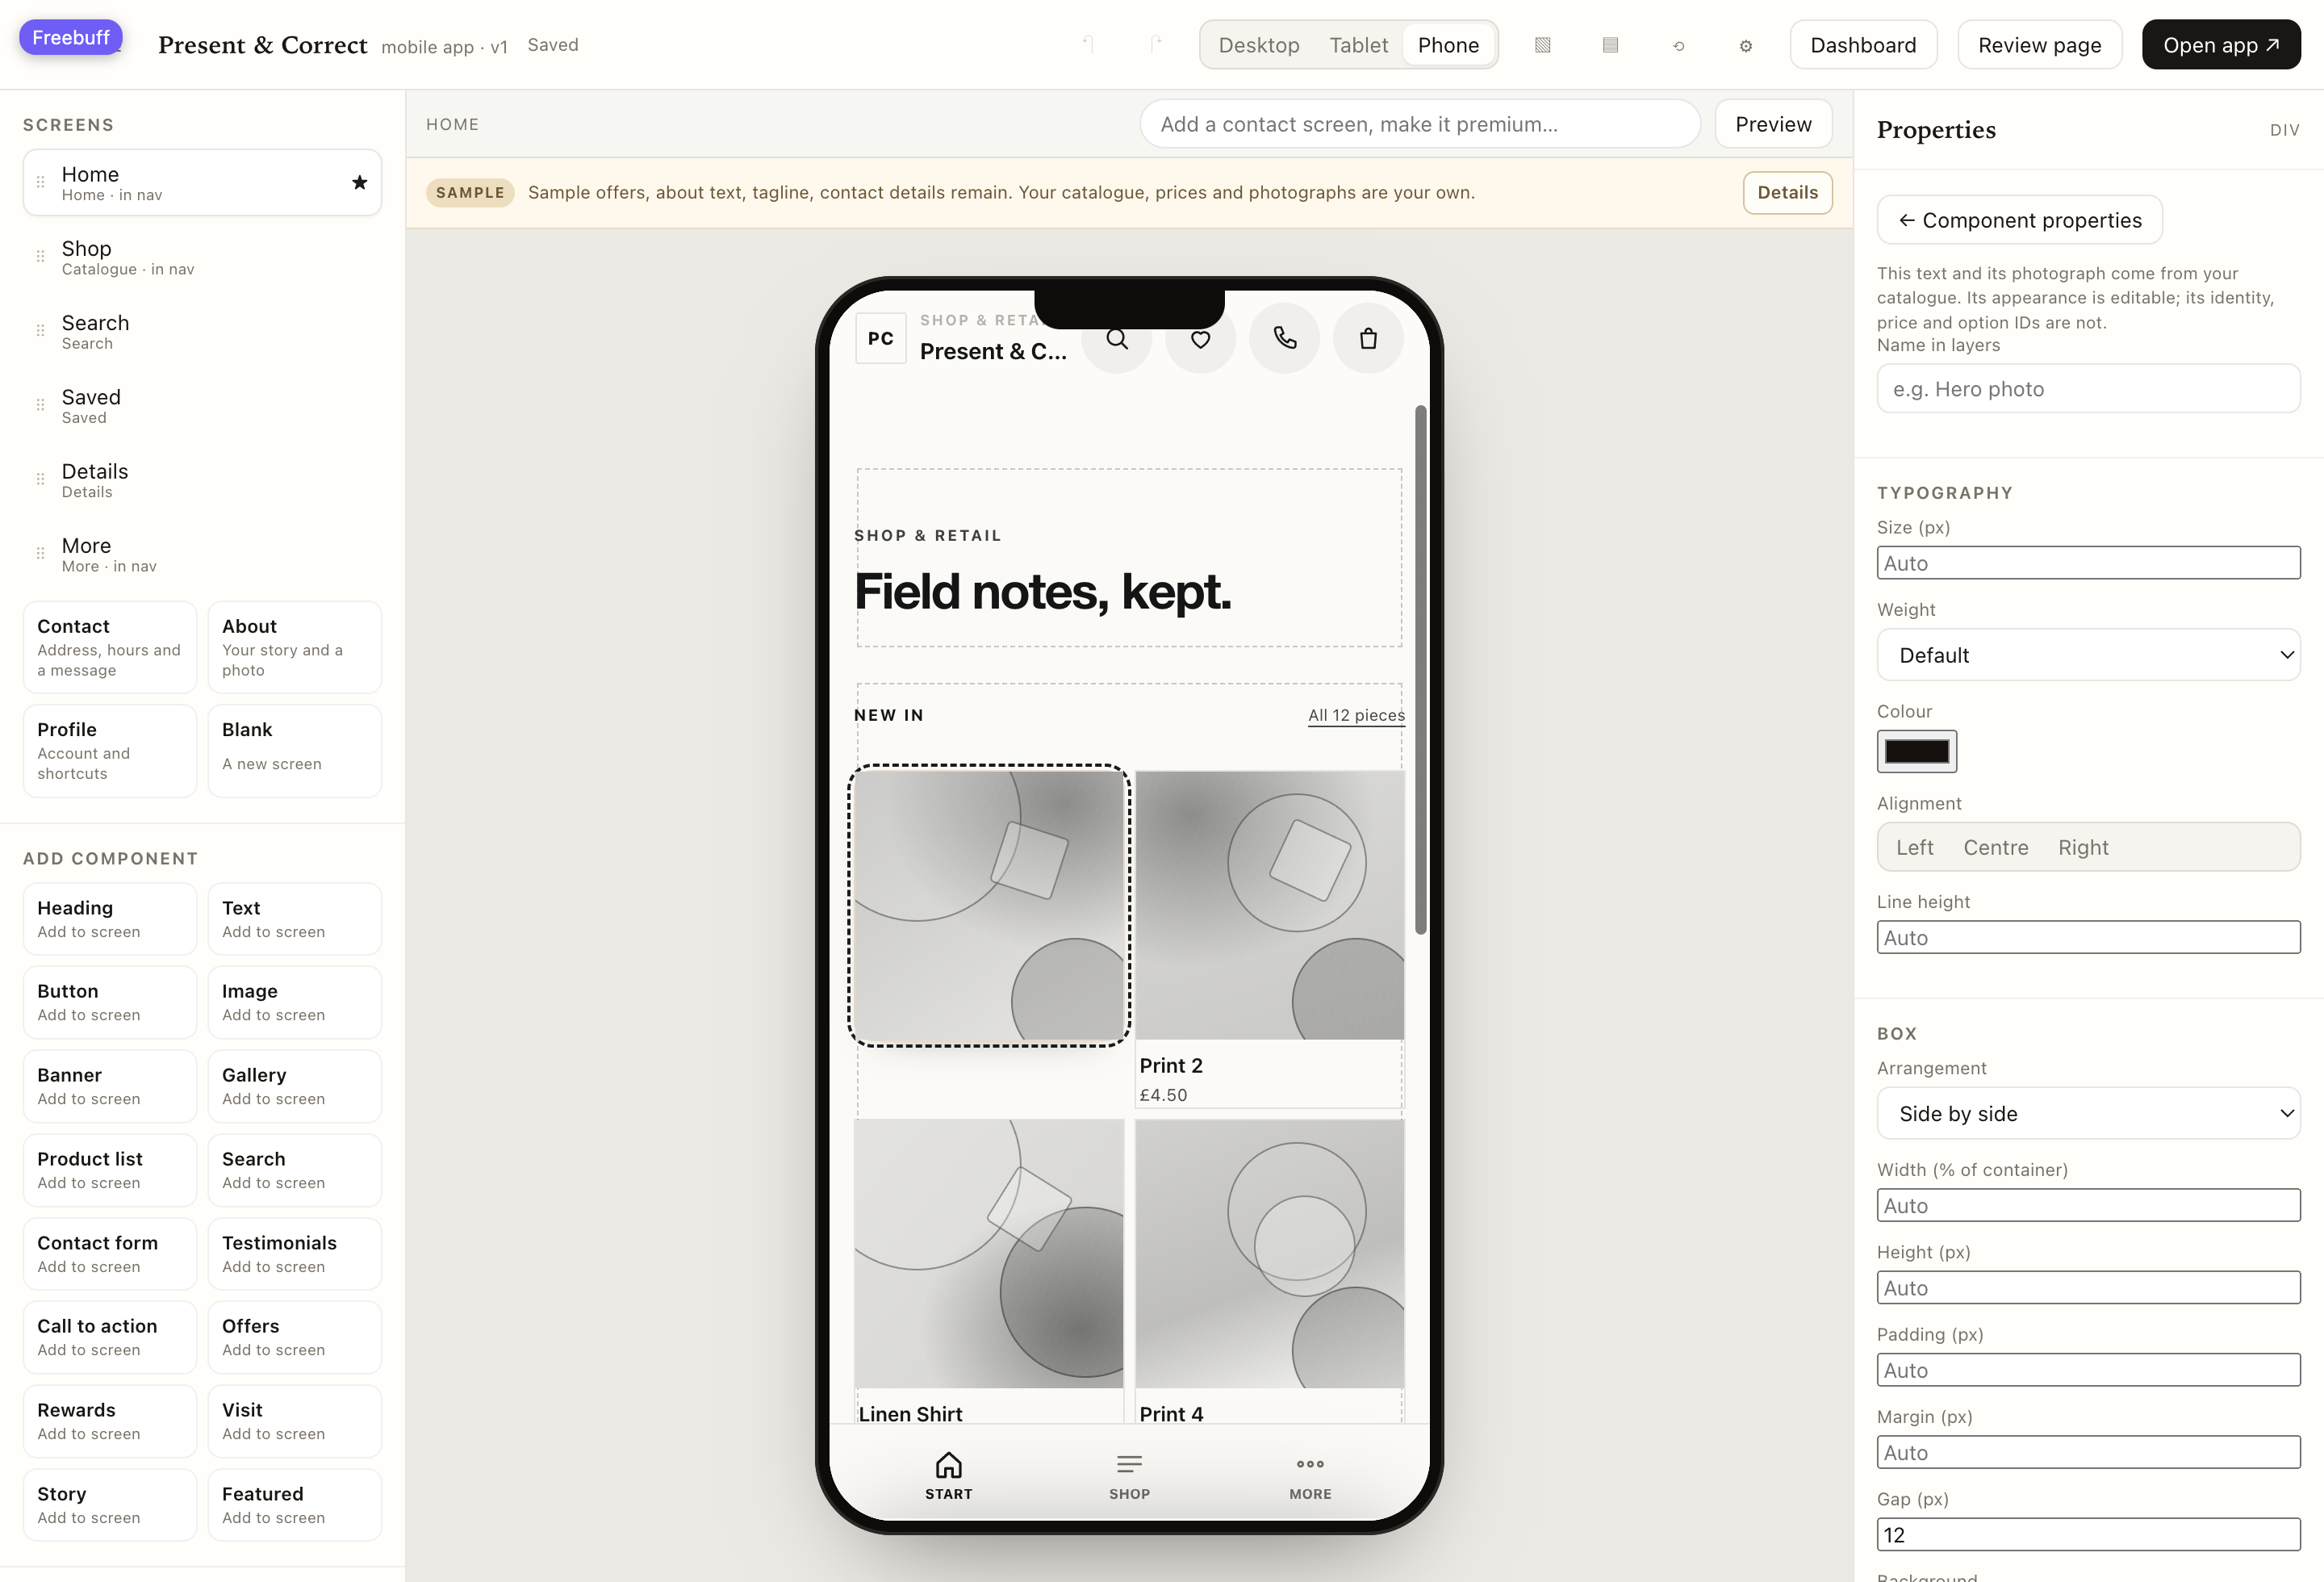 Freebuff
Present & Correct mobile app · v1 Saved
Desktop Tablet Phone
Dashboard
Review page
Open app ↗
SCREENS
Home
Home · in nav
Shop
Catalogue · in nav
Search
Search
Saved
Saved
Details
Details
More
More · in nav
Contact
Address, hours and
a message
About
Your story and a
photo
Profile
Account and
shortcuts
Blank
A new screen
ADD COMPONENT
Heading
Add to screen
Text
Add to screen
Button
Add to screen
Image
Add to screen
Banner
Add to screen
Gallery
Add to screen
Product list
Add to screen
Search
Add to screen
Contact form
Add to screen
Testimonials
Add to screen
Call to action
Add to screen
Offers
Add to screen
Rewards
Add to screen
Visit
Add to screen
Story
Add to screen
Featured
Add to screen
HOME
Add a contact screen, make it premium...
Preview
SAMPLE Sample offers, about text, tagline, contact details remain. Your catalogue, prices and photographs are your own.
Details
PC
SHOP & RETA
Present & C...
SHOP & RETAIL
Field notes, kept.
NEW IN
All 12 pieces
Print 2
£4.50
Linen Shirt
Print 4
START
SHOP
MORE
Properties
DIV
← Component properties
This text and its photograph come from your
catalogue. Its appearance is editable; its identity,
price and option IDs are not.
Name in layers
e.g. Hero photo
TYPOGRAPHY
Size (px)
Auto
Weight
Default
Colour
Alignment
Left Centre Right
Line height
Auto
BOX
Arrangement
Side by side
Width (% of container)
Auto
Height (px)
Auto
Padding (px)
Auto
Margin (px)
Auto
Gap (px)
12
Background